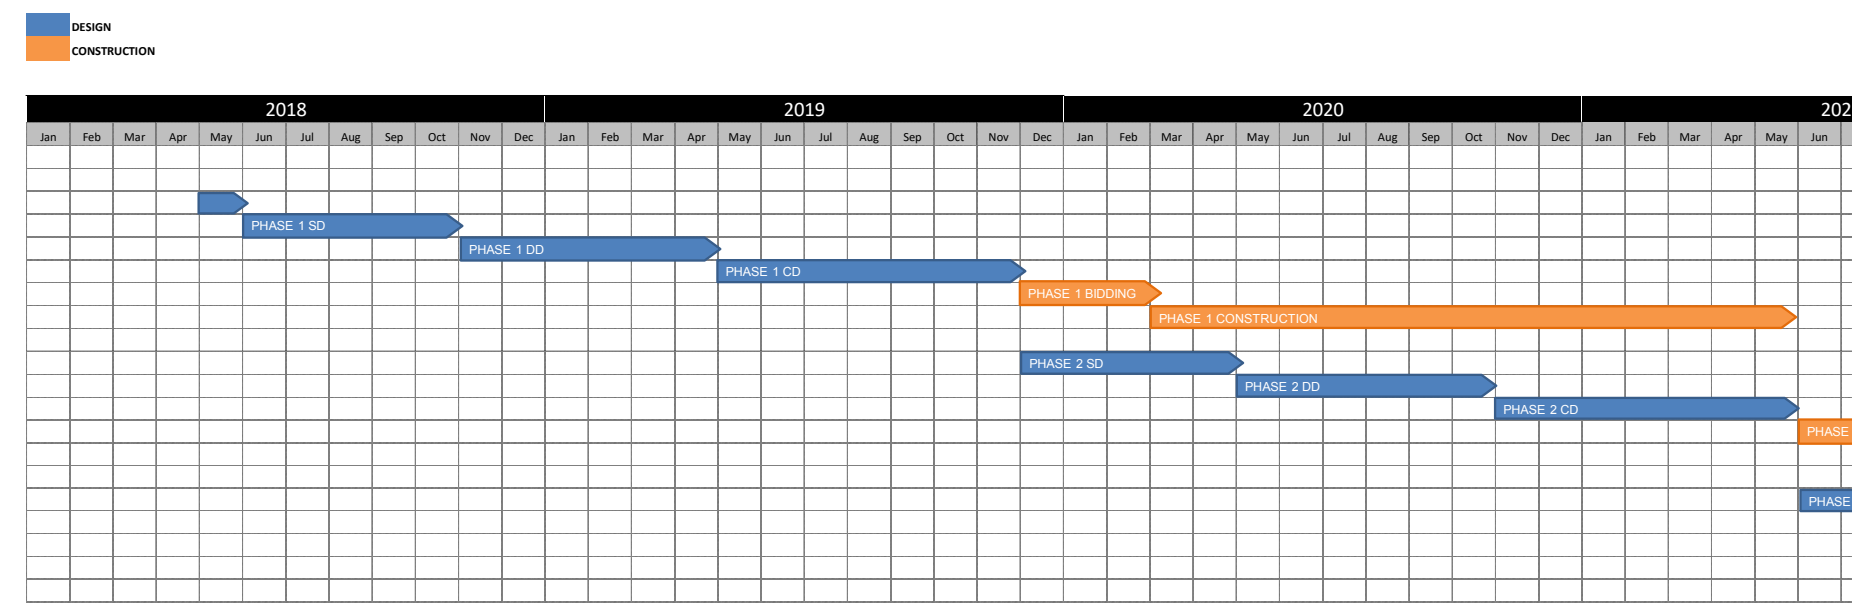 DESIGN
CONSTRUCTION
2018 2019 2020 202
Jan Feb Mar Apr May Jun Jul Aug Sep Oct Nov Dec Jan Feb Mar Apr May Jun Jul Aug Sep Oct Nov Dec Jan Feb Mar Apr May Jun Jul Aug Sep Oct Nov Dec Jan Feb Mar Apr May Jun
PHASE 1 SD
PHASE 1 DD
PHASE 1 CD
PHASE 1 BIDDING
PHASE 1 CONSTRUCTION
PHASE 2 SD
PHASE 2 DD
PHASE 2 CD
PHASE
PHASE